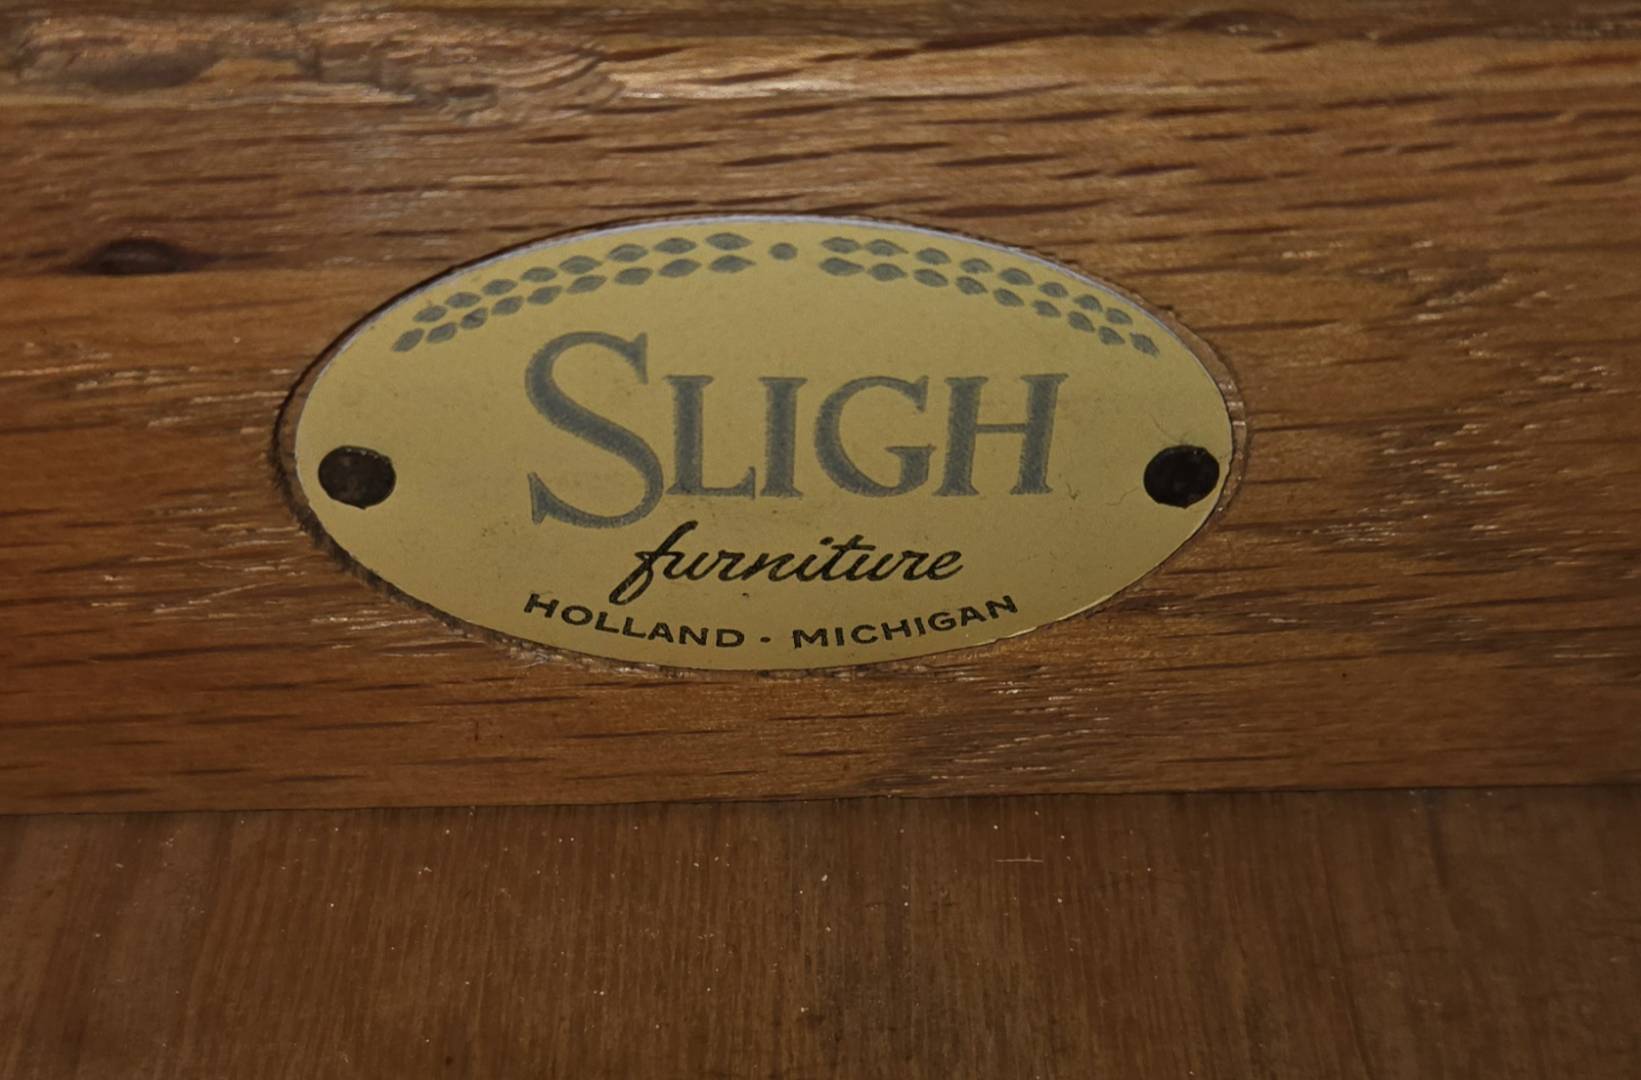 SLIGH
furniture
HOLLAND · MICHIGAN